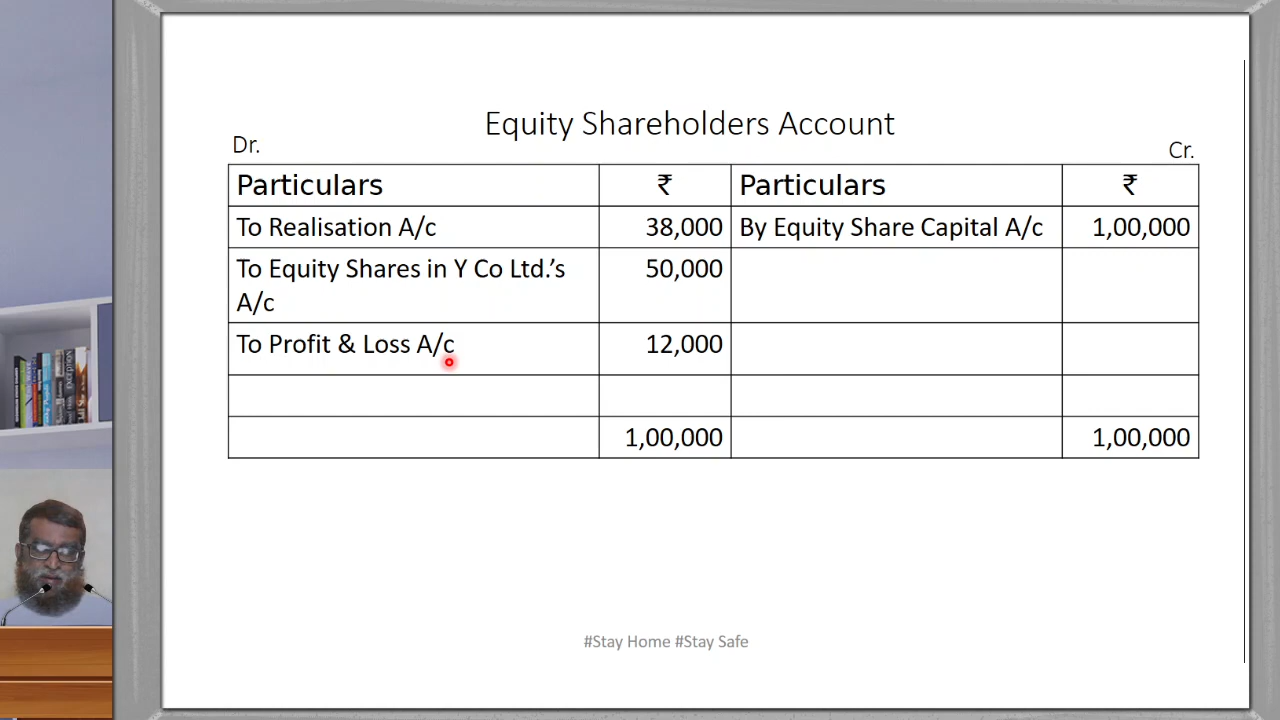 Equity Shareholders Account
Dr.
Cr.
Particulars ₹ Particulars ₹
To Realisation A/c 38,000 By Equity Share Capital A/c 1,00,000
To Equity Shares in Y Co Ltd.’s 50,000
A/c
To Profit & Loss A/c 12,000
1,00,000 1,00,000
#Stay Home #Stay Safe